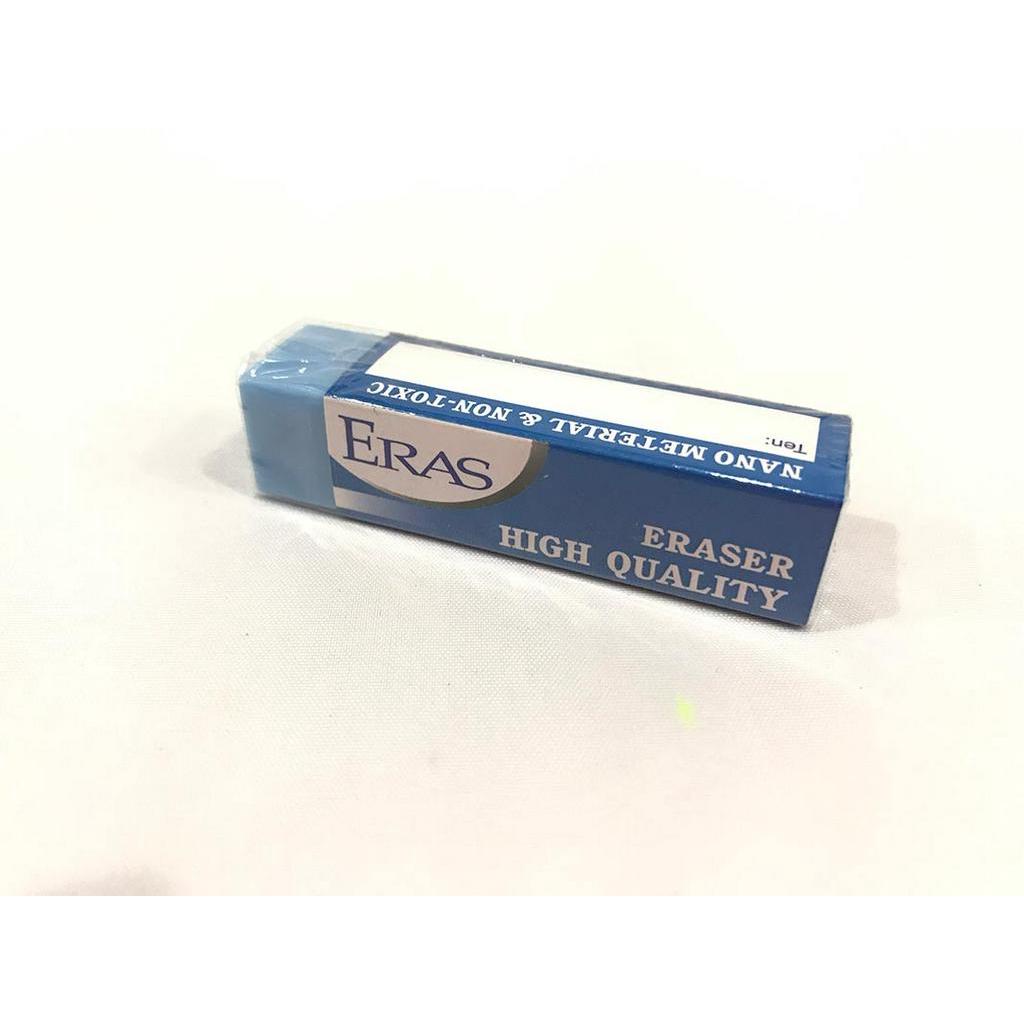 Ten:
NANO METERIAL & NON-TOXIC
ERAS
ERASER
HIGH QUALITY